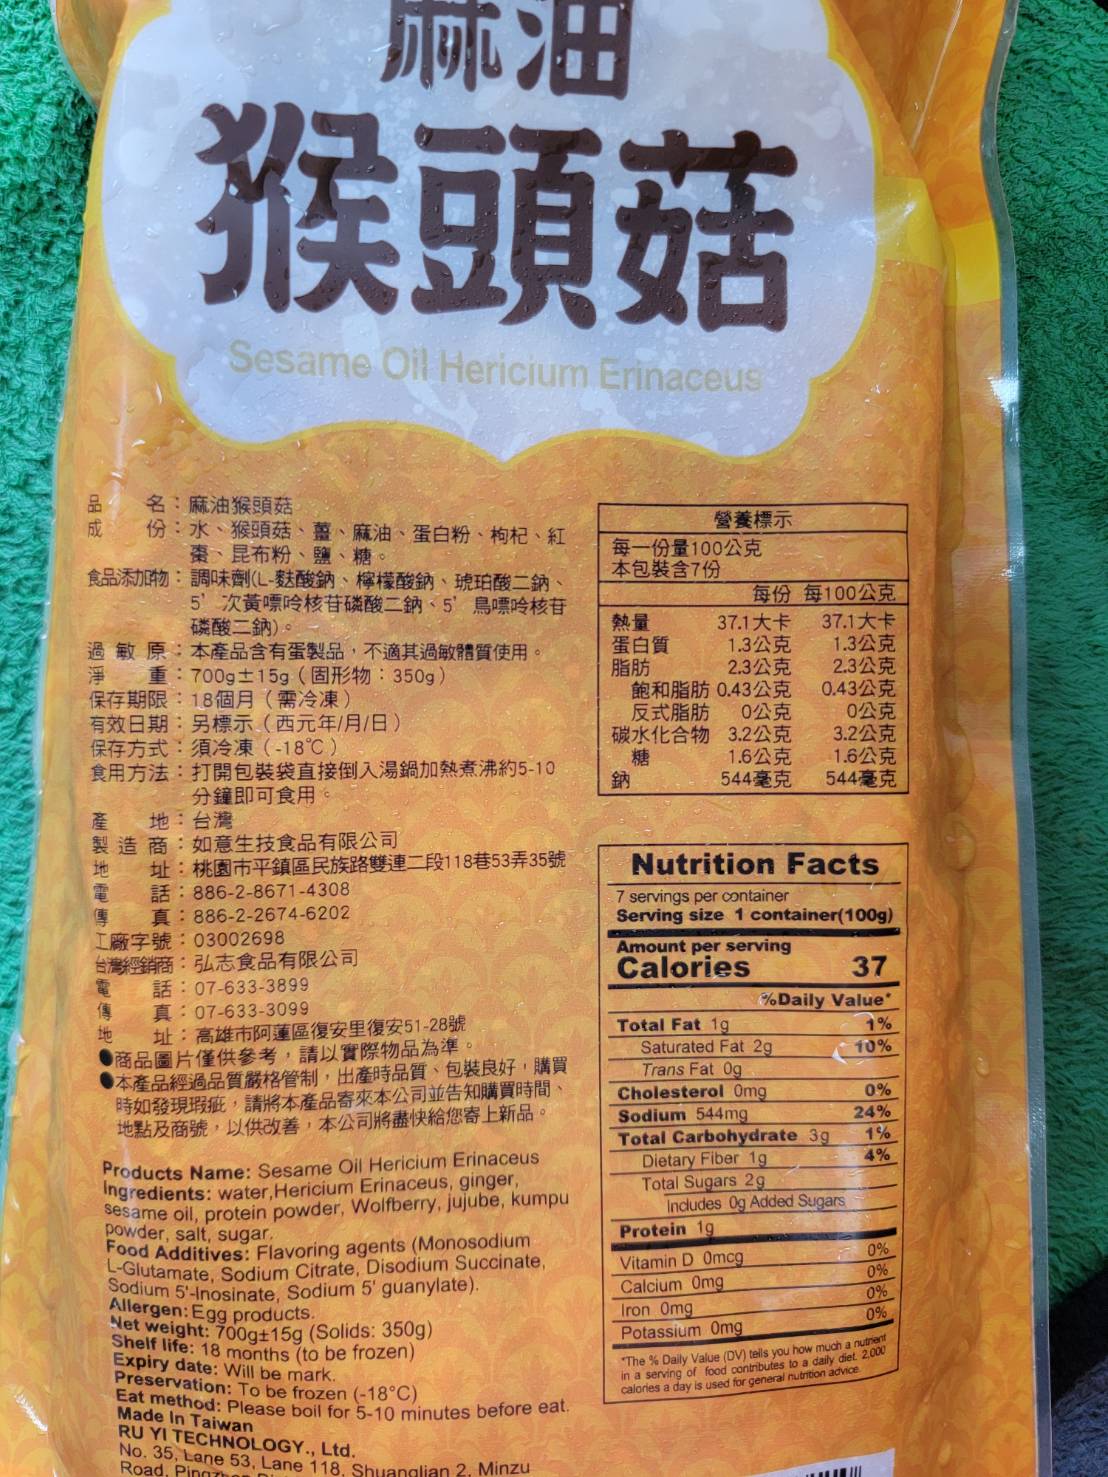 麻油
猴頭菇
Sesame Oil Hericium Erinaceus
品名：麻油猴頭菇
成份：水、猴頭菇、薑、麻油、蛋白粉、枸杞、紅
棗、昆布粉、鹽、糖。
食品添加物：調味劑(L-麩酸鈉、檸檬酸鈉、琥珀酸二鈉、
5' 次黃嘌呤核苷磷酸二鈉、5' 鳥嘌呤核苷
磷酸二鈉)。
過敏原：本產品含有蛋製品，不適其過敏體質使用。
淨重：700g±15g（固形物：350g）
保存期限：18個月（需冷凍）
有效日期：另標示（西元年/月/日）
保存方式：須冷凍（-18℃）
食用方法：打開包裝袋直接倒入湯鍋加熱煮沸約5-10
分鐘即可食用。
產地：台灣
製造商：如意生技食品有限公司
地址：桃園市平鎮區民族路雙連二段118巷53弄35號
電話：886-2-8671-4308
傳真：886-2-2674-6202
工廠字號：03002698
台灣經銷商：弘志食品有限公司
電話：07-633-3899
傳真：07-633-3099
地址：高雄市阿蓮區復安里復安51-28號
●商品圖片僅供參考，請以實際物品為準。
●本產品經過品質嚴格管制，出產時品質、包裝良好，購買
時如發現瑕疵，請將本產品寄來本公司並告知購買時間、
地點及商號，以供改善，本公司將盡快給您寄上新品。
Products Name: Sesame Oil Hericium Erinaceus
Ingredients: water,Hericium Erinaceus, ginger,
sesame oil, protein powder, Wolfberry, jujube, kumpu
powder, salt, sugar.
Food Additives: Flavoring agents (Monosodium
L-Glutamate, Sodium Citrate, Disodium Succinate,
Sodium 5'-Inosinate, Sodium 5' guanylate).
Allergen: Egg products.
Net weight: 700g±15g (Solids: 350g)
Shelf life: 18 months (to be frozen)
Expiry date: Will be mark.
Preservation: To be frozen (-18°C)
Eat method: Please boil for 5-10 minutes before eat.
Made In Taiwan
RU YI TECHNOLOGY., Ltd.
No. 35, Lane 53, Lane 118, Shuanglian 2, Minzu
Road,
營養標示
每一份量100公克
本包裝含7份
每份 每100公克
熱量 37.1大卡 37.1大卡
蛋白質 1.3公克 1.3公克
脂肪 2.3公克 2.3公克
飽和脂肪 0.43公克 0.43公克
反式脂肪 0公克 0公克
碳水化合物 3.2公克 3.2公克
糖 1.6公克 1.6公克
鈉 544毫克 544毫克
Nutrition Facts
7 servings per container
Serving size 1 container(100g)
Amount per serving
Calories 37
%Daily Value*
Total Fat 1g 1%
Saturated Fat 2g 10%
Trans Fat 0g
Cholesterol 0mg 0%
Sodium 544mg 24%
Total Carbohydrate 3g 1%
Dietary Fiber 1g 4%
Total Sugars 2g
Includes 0g Added Sugars
Protein 1g
Vitamin D 0mcg 0%
Calcium 0mg 0%
Iron 0mg 0%
Potassium 0mg 0%
*The % Daily Value (DV) tells you how much a nutrient
in a serving of food contributes to a daily diet. 2,000
calories a day is used for general nutrition advice.